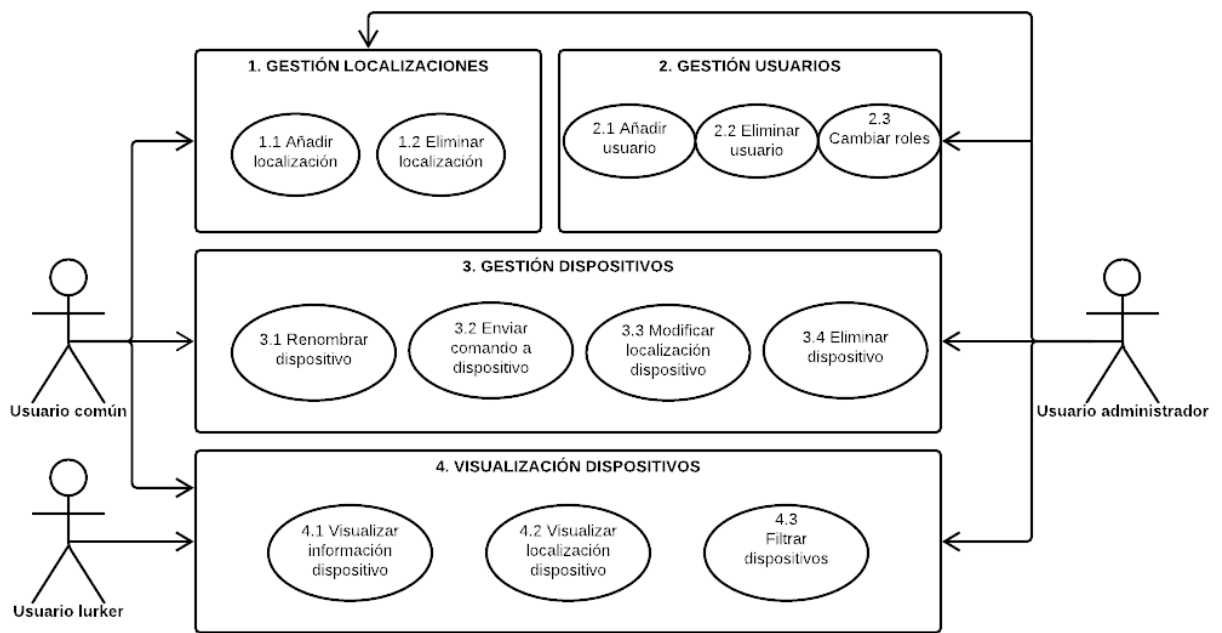 1. GESTIÓN LOCALIZACIONES
1.1 Añadir
localización
1.2 Eliminar
localización
2. GESTIÓN USUARIOS
2.1 Añadir
usuario
2.2 Eliminar
usuario
2.3
Cambiar roles
3. GESTIÓN DISPOSITIVOS
3.1 Renombrar
dispositivo
3.2 Enviar
comando a
dispositivo
3.3 Modificar
localización
dispositivo
3.4 Eliminar
dispositivo
Usuario común
Usuario administrador
4. VISUALIZACIÓN DISPOSITIVOS
4.1 Visualizar
información
dispositivo
4.2 Visualizar
localización
dispositivo
4.3
Filtrar
dispositivos
Usuario lurker